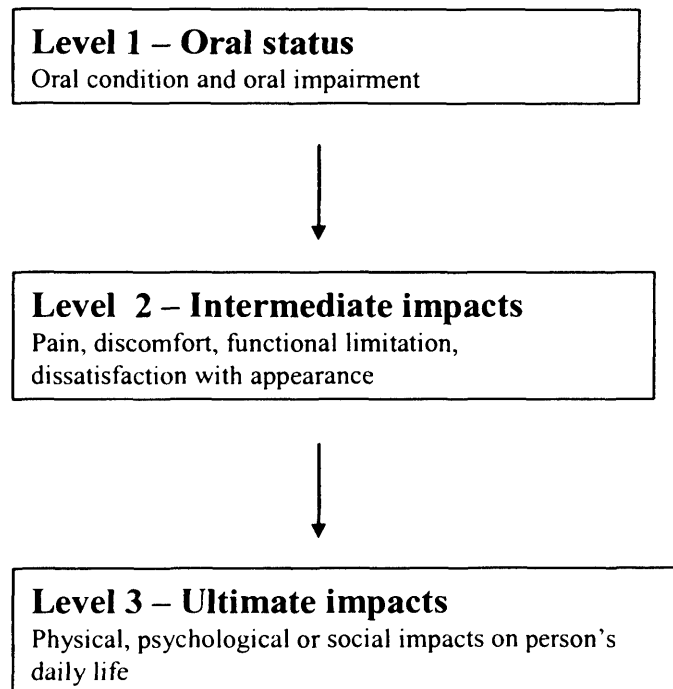 Level 1 – Oral status
Oral condition and oral impairment
Level 2 – Intermediate impacts
Pain, discomfort, functional limitation,
dissatisfaction with appearance
Level 3 – Ultimate impacts
Physical, psychological or social impacts on person's
daily life